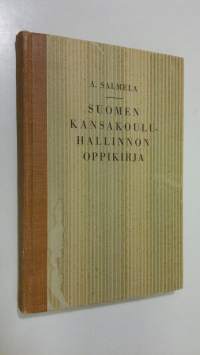 A. SALMELA
SUOMEN
KANSAKOULU-
HALLINNON
OPPIKIRJA